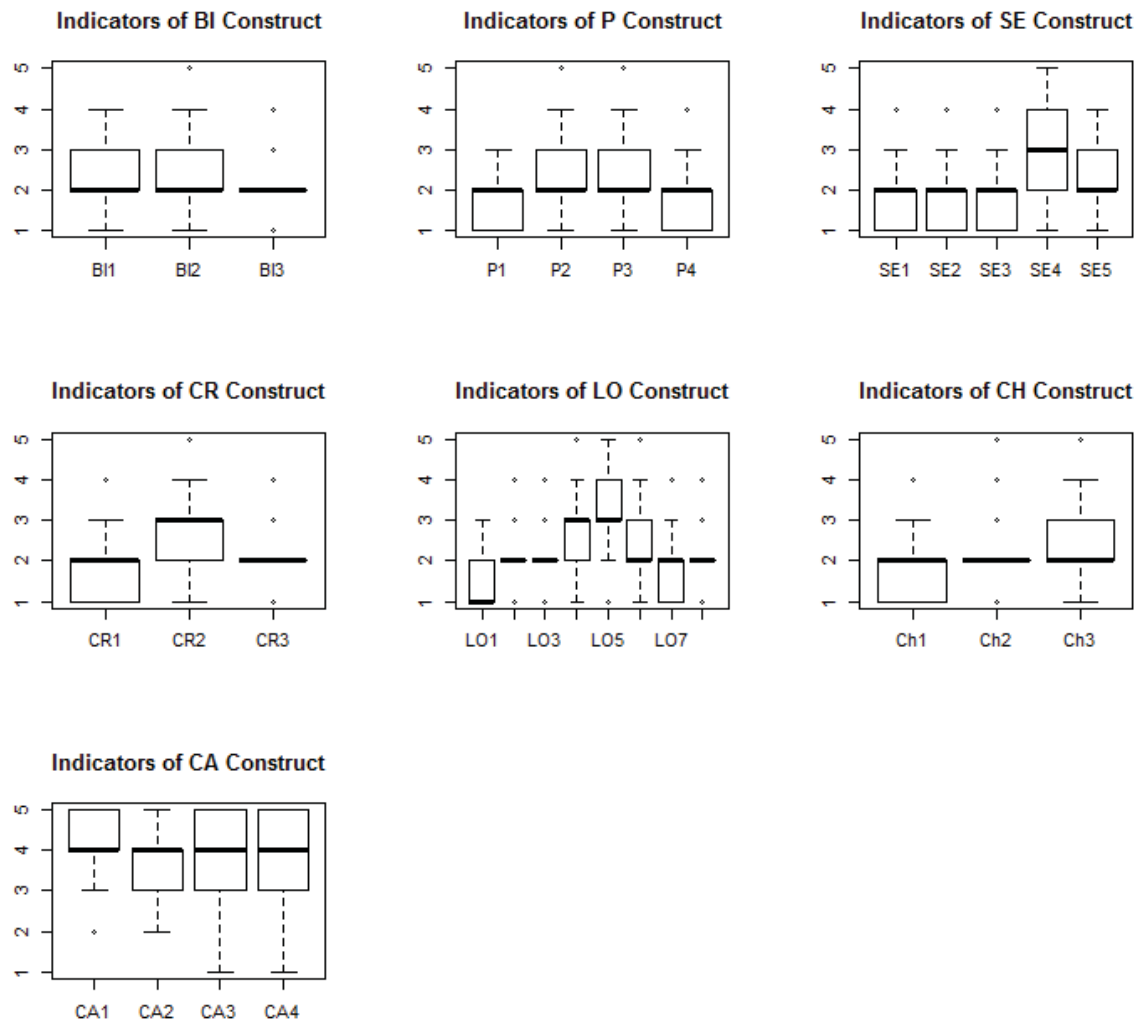 Indicators of BI Construct
5
4
3
2
1
BI1 BI2 BI3
Indicators of P Construct
5
4
3
2
1
P1 P2 P3 P4
Indicators of SE Construct
5
4
3
2
1
SE1 SE2 SE3 SE4 SE5
Indicators of CR Construct
5
4
3
2
1
CR1 CR2 CR3
Indicators of LO Construct
5
4
3
2
1
LO1 LO3 LO5 LO7
Indicators of CH Construct
5
4
3
2
1
Ch1 Ch2 Ch3
Indicators of CA Construct
5
4
3
2
1
CA1 CA2 CA3 CA4